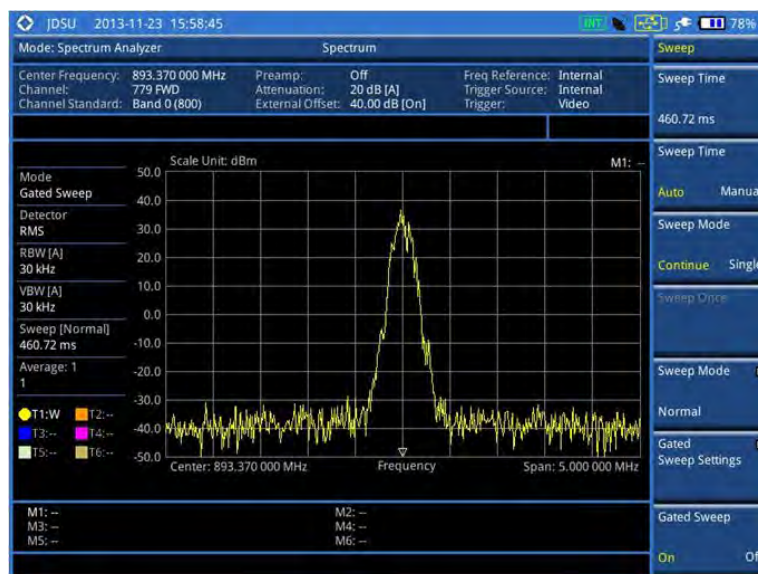 JDSU 2013-11-23 15:58:45 INT 78%
Mode: Spectrum Analyzer Spectrum Sweep
Center Frequency: 893.370 000 MHz Preamp: Off Freq Reference: Internal
Channel: 779 FWD Attenuation: 20 dB [A] Trigger Source: Internal
Channel Standard: Band 0 (800) External Offset: 40.00 dB [On] Trigger: Video
Scale Unit: dBm M1: --
Mode
Gated Sweep
Detector
RMS
RBW [A]
30 kHz
VBW [A]
30 kHz
Sweep [Normal]
460.72 ms
Average: 1
1
T1:W T2:--
T3:-- T4:--
T5:-- T6:--
50.0
40.0
30.0
20.0
10.0
0.0
-10.0
-20.0
-30.0
-40.0
-50.0
Center: 893.370 000 MHz Frequency Span: 5.000 000 MHz
M1: -- M2: --
M3: -- M4: --
M5: -- M6: --
Sweep Time
460.72 ms
Sweep Time
Auto Manua
Sweep Mode
Continue Single
Sweep Once
Sweep Mode
Normal
Gated
Sweep Settings
Gated Sweep
On Of